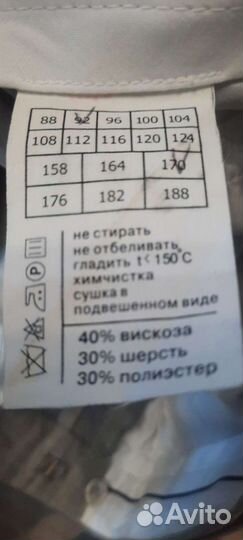 88 92 96 100 104
108 112 116 120 124
158 164 170
176 182 188
не стирать
не отбеливать
гладить t<150°C
химчистка
сушка в
подвешенном виде
P
40% вискоза
30% шерсть
30% полиэстер
Avito